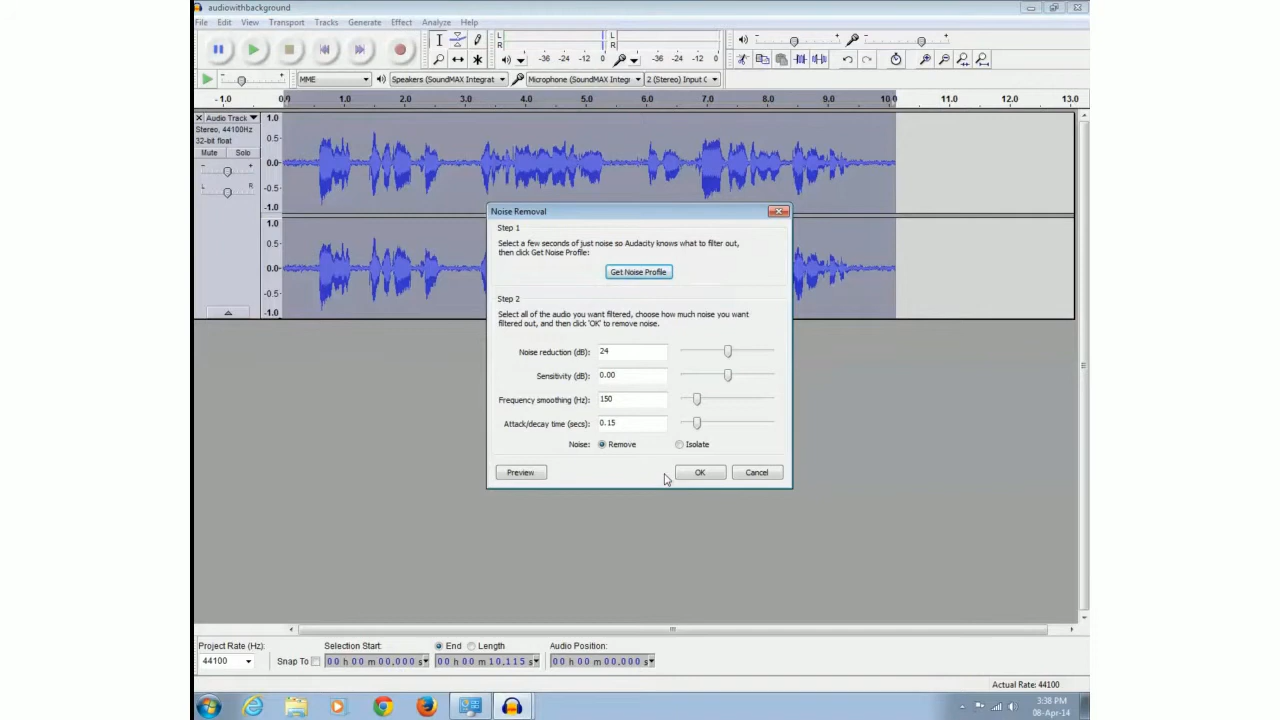 audiowithbackground
File Edit View Transport Tracks Generate Effect Analyze Help
L
R
-36 -24 -12 0
L
R
-36 -24 -12 0
MME
Speakers (SoundMAX Integrat
Microphone (SoundMAX Integ
2 (Stereo) Input C
- 1.0 0.0 1.0 2.0 3.0 4.0 5.0 6.0 7.0 8.0 9.0 10.0 11.0 12.0 13.0
Audio Track
Stereo, 44100Hz
32-bit float
Mute Solo
- +
L R
1.0
0.5
0.0
-0.5
-1.0
1.0
0.5
0.0
-0.5
-1.0
Noise Removal
Step 1
Select a few seconds of just noise so Audacity knows what to filter out,
then click Get Noise Profile:
Get Noise Profile
Step 2
Select all of the audio you want filtered, choose how much noise you want
filtered out, and then click 'OK' to remove noise.
Noise reduction (dB): 24
Sensitivity (dB): 0.00
Frequency smoothing (Hz): 150
Attack/decay time (secs): 0.15
Noise: Remove Isolate
Preview OK Cancel
Project Rate (Hz): Selection Start: End Length Audio Position:
44100 Snap To 00 h 00 m 00.000 s 00 h 00 m 10.115 s 00 h 00 m 00.000 s
Actual Rate: 44100
3:38 PM
08-Apr-14